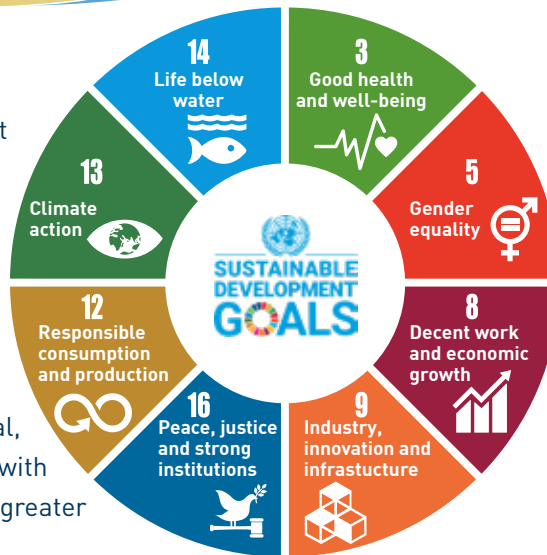 14
Life below
water
3
Good health
and well-being
t
13
Climate
action
5
Gender
equality
SUSTAINABLE
DEVELOPMENT
GOALS
12
Responsible
consumption
and production
8
Decent work
and economic
growth
16
Peace, justice
and strong
institutions
9
Industry,
innovation and
infrastucture
al,
with
greater